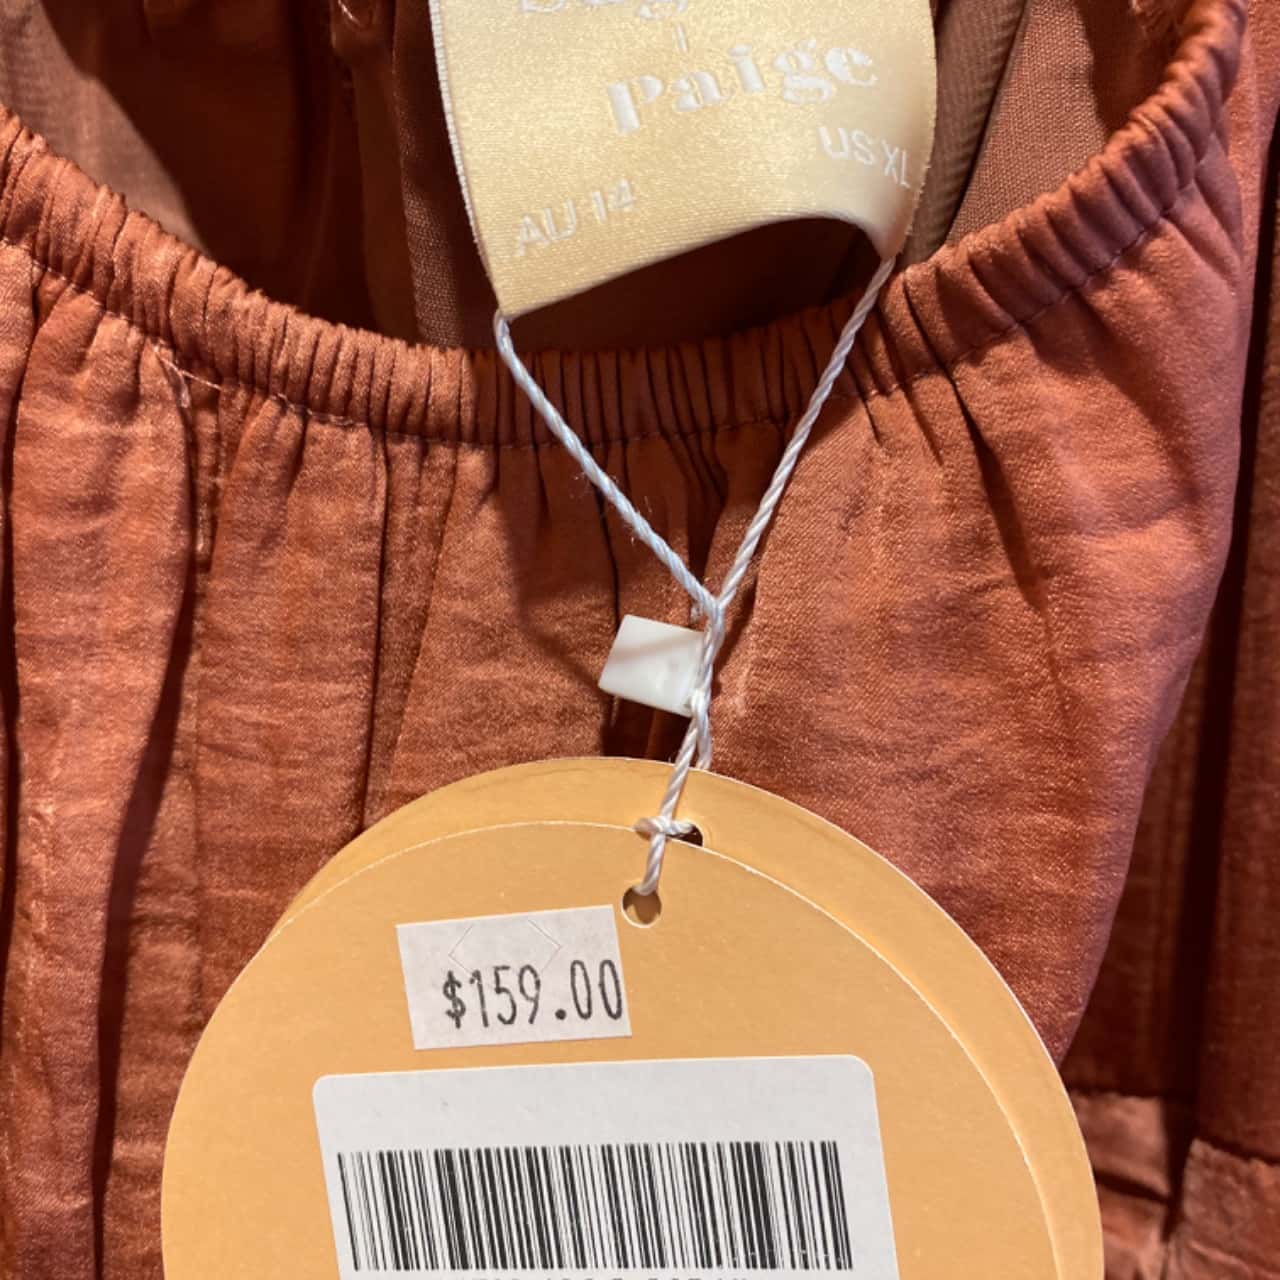 Paige
US XL
AU 14
$159.00